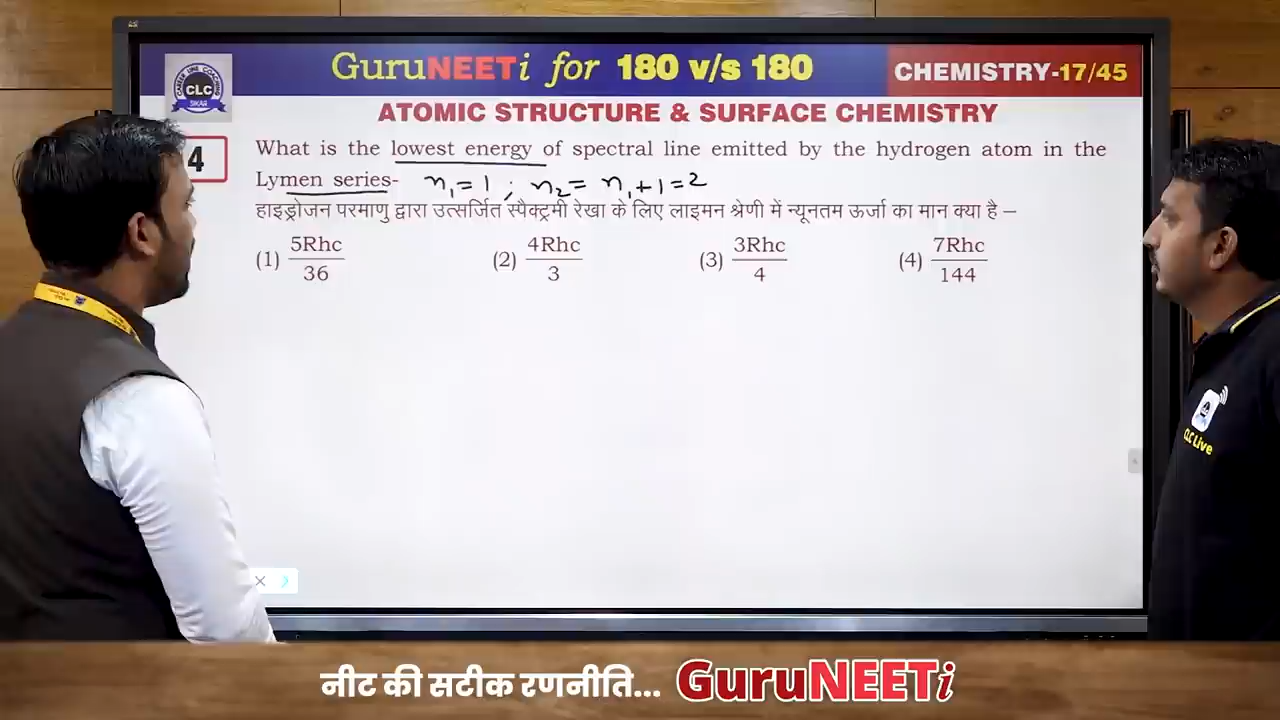 GuruNEETi for 180 v/s 180
CHEMISTRY-17/45
CLC
SIKAR
ATOMIC STRUCTURE & SURFACE CHEMISTRY
4
What is the lowest energy of spectral line emitted by the hydrogen atom in the
Lymen series- n₁=1 ; n₂= n₁+1=2
हाइड्रोजन परमाणु द्वारा उत्सर्जित स्पैक्ट्रमी रेखा के लिए लाइमन श्रेणी में न्यूनतम ऊर्जा का मान क्या है –
(1) 5Rhc/36 (2) 4Rhc/3 (3) 3Rhc/4 (4) 7Rhc/144
CLC Live
नीट की सटीक रणनीति... GuruNEETi